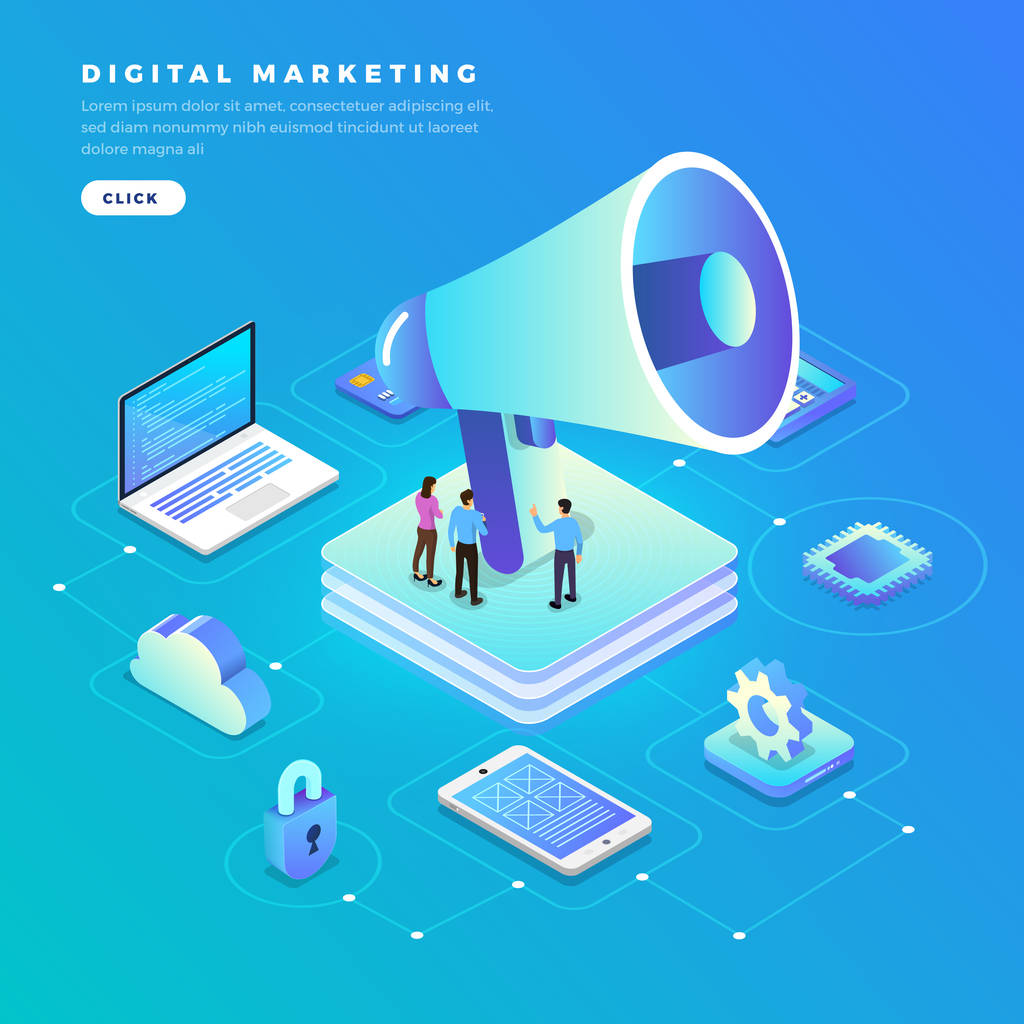 DIGITAL MARKETING
Lorem ipsum dolor sit amet, consectetuer adipiscing elit,
sed diam nonummy nibh euismod tincidunt ut laoreet
dolore magna ali
CLICK